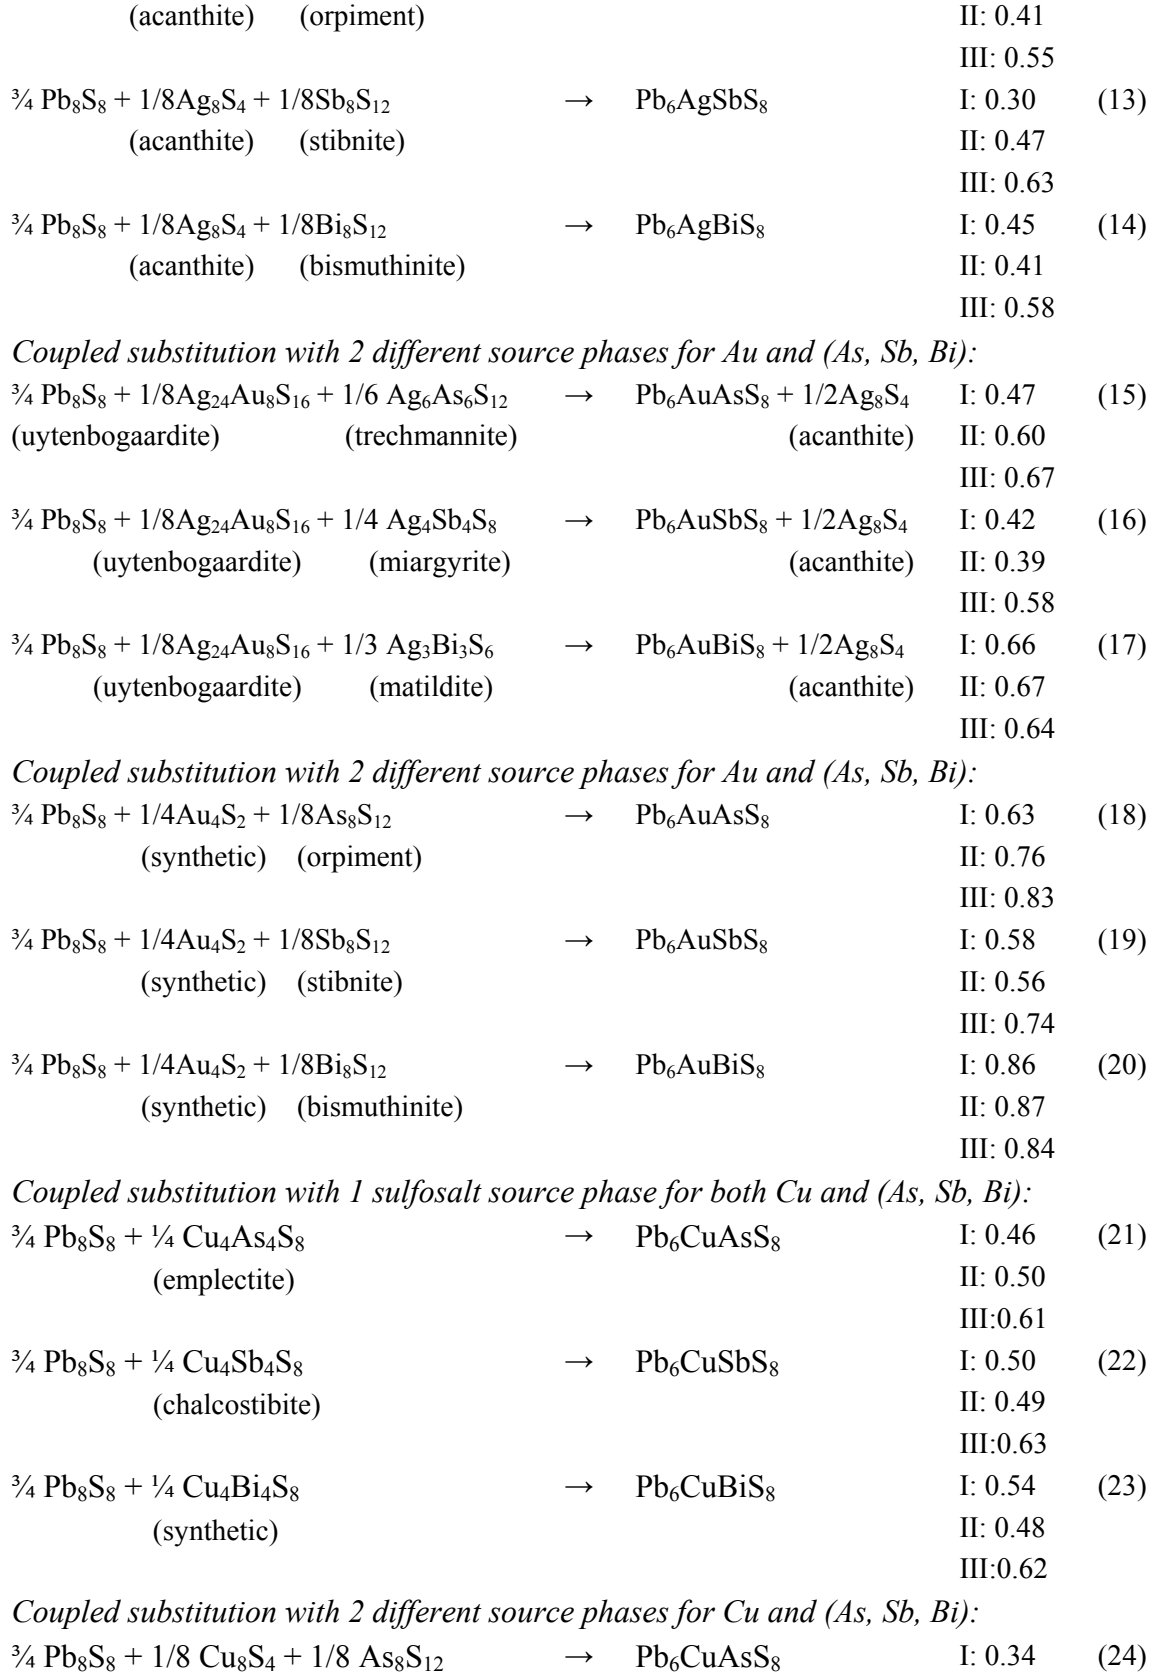 (acanthite) (orpiment) II: 0.41
III: 0.55
¾ Pb₈S₈ + 1/8Ag₈S₄ + 1/8Sb₈S₁₂ → Pb₆AgSbS₈ I: 0.30 (13)
(acanthite) (stibnite) II: 0.47
III: 0.63
¾ Pb₈S₈ + 1/8Ag₈S₄ + 1/8Bi₈S₁₂ → Pb₆AgBiS₈ I: 0.45 (14)
(acanthite) (bismuthinite) II: 0.41
III: 0.58
Coupled substitution with 2 different source phases for Au and (As, Sb, Bi):
¾ Pb₈S₈ + 1/8Ag₂₄Au₈S₁₆ + 1/6 Ag₆As₆S₁₂ → Pb₆AuAsS₈ + 1/2Ag₈S₄ I: 0.47 (15)
(uytenbogaardite) (trechmannite) (acanthite) II: 0.60
III: 0.67
¾ Pb₈S₈ + 1/8Ag₂₄Au₈S₁₆ + 1/4 Ag₄Sb₄S₈ → Pb₆AuSbS₈ + 1/2Ag₈S₄ I: 0.42 (16)
(uytenbogaardite) (miargyrite) (acanthite) II: 0.39
III: 0.58
¾ Pb₈S₈ + 1/8Ag₂₄Au₈S₁₆ + 1/3 Ag₃Bi₃S₆ → Pb₆AuBiS₈ + 1/2Ag₈S₄ I: 0.66 (17)
(uytenbogaardite) (matildite) (acanthite) II: 0.67
III: 0.64
Coupled substitution with 2 different source phases for Au and (As, Sb, Bi):
¾ Pb₈S₈ + 1/4Au₄S₂ + 1/8As₈S₁₂ → Pb₆AuAsS₈ I: 0.63 (18)
(synthetic) (orpiment) II: 0.76
III: 0.83
¾ Pb₈S₈ + 1/4Au₄S₂ + 1/8Sb₈S₁₂ → Pb₆AuSbS₈ I: 0.58 (19)
(synthetic) (stibnite) II: 0.56
III: 0.74
¾ Pb₈S₈ + 1/4Au₄S₂ + 1/8Bi₈S₁₂ → Pb₆AuBiS₈ I: 0.86 (20)
(synthetic) (bismuthinite) II: 0.87
III: 0.84
Coupled substitution with 1 sulfosalt source phase for both Cu and (As, Sb, Bi):
¾ Pb₈S₈ + ¼ Cu₄As₄S₈ → Pb₆CuAsS₈ I: 0.46 (21)
(emplectite) II: 0.50
III:0.61
¾ Pb₈S₈ + ¼ Cu₄Sb₄S₈ → Pb₆CuSbS₈ I: 0.50 (22)
(chalcostibite) II: 0.49
III:0.63
¾ Pb₈S₈ + ¼ Cu₄Bi₄S₈ → Pb₆CuBiS₈ I: 0.54 (23)
(synthetic) II: 0.48
III:0.62
Coupled substitution with 2 different source phases for Cu and (As, Sb, Bi):
¾ Pb₈S₈ + 1/8 Cu₈S₄ + 1/8 As₈S₁₂ → Pb₆CuAsS₈ I: 0.34 (24)